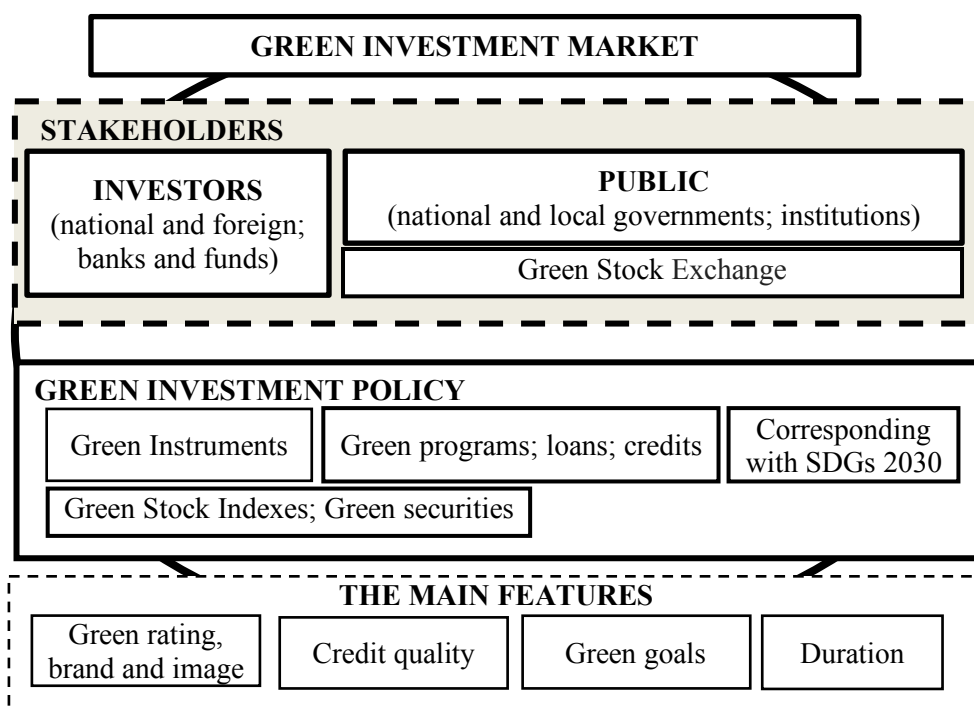 GREEN INVESTMENT MARKET
STAKEHOLDERS
INVESTORS
(national and foreign;
banks and funds)
PUBLIC
(national and local governments; institutions)
Green Stock Exchange
GREEN INVESTMENT POLICY
Green Instruments
Green programs; loans; credits
Corresponding
with SDGs 2030
Green Stock Indexes; Green securities
THE MAIN FEATURES
Green rating,
brand and image
Credit quality
Green goals
Duration